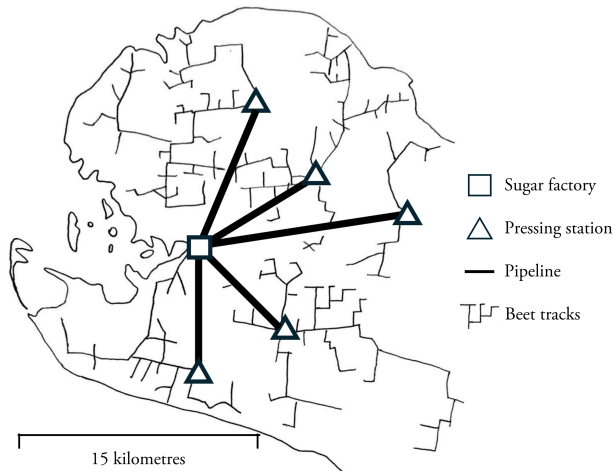 Sugar factory
Pressing station
Pipeline
Beet tracks
15 kilometres